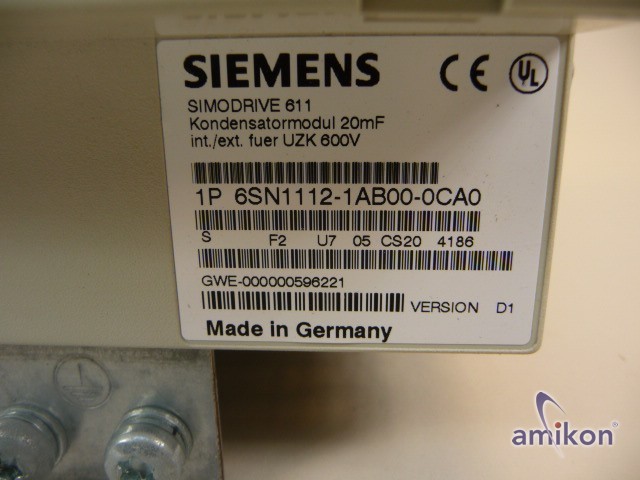 SIEMENS
CE UL
SIMODRIVE 611
Kondensatormodul 20mF
int./ext. fuer UZK 600V
1P 6SN1112-1AB00-0CA0
S F2 U7 05 CS20 4186
GWE-000000596221
VERSION D1
Made in Germany
amikon